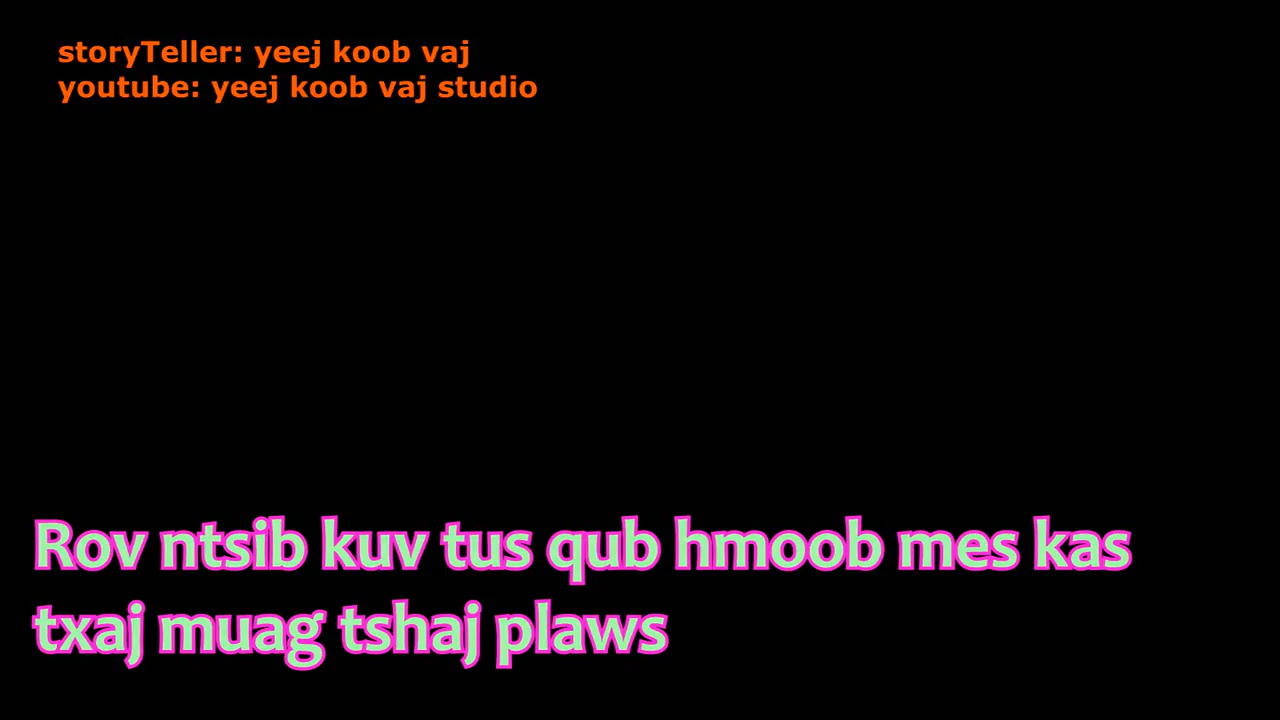 storyTeller: yeej koob vaj
youtube: yeej koob vaj studio
Rov ntsib kuv tus qub hmoob mes kas
txaj muag tshaj plaws